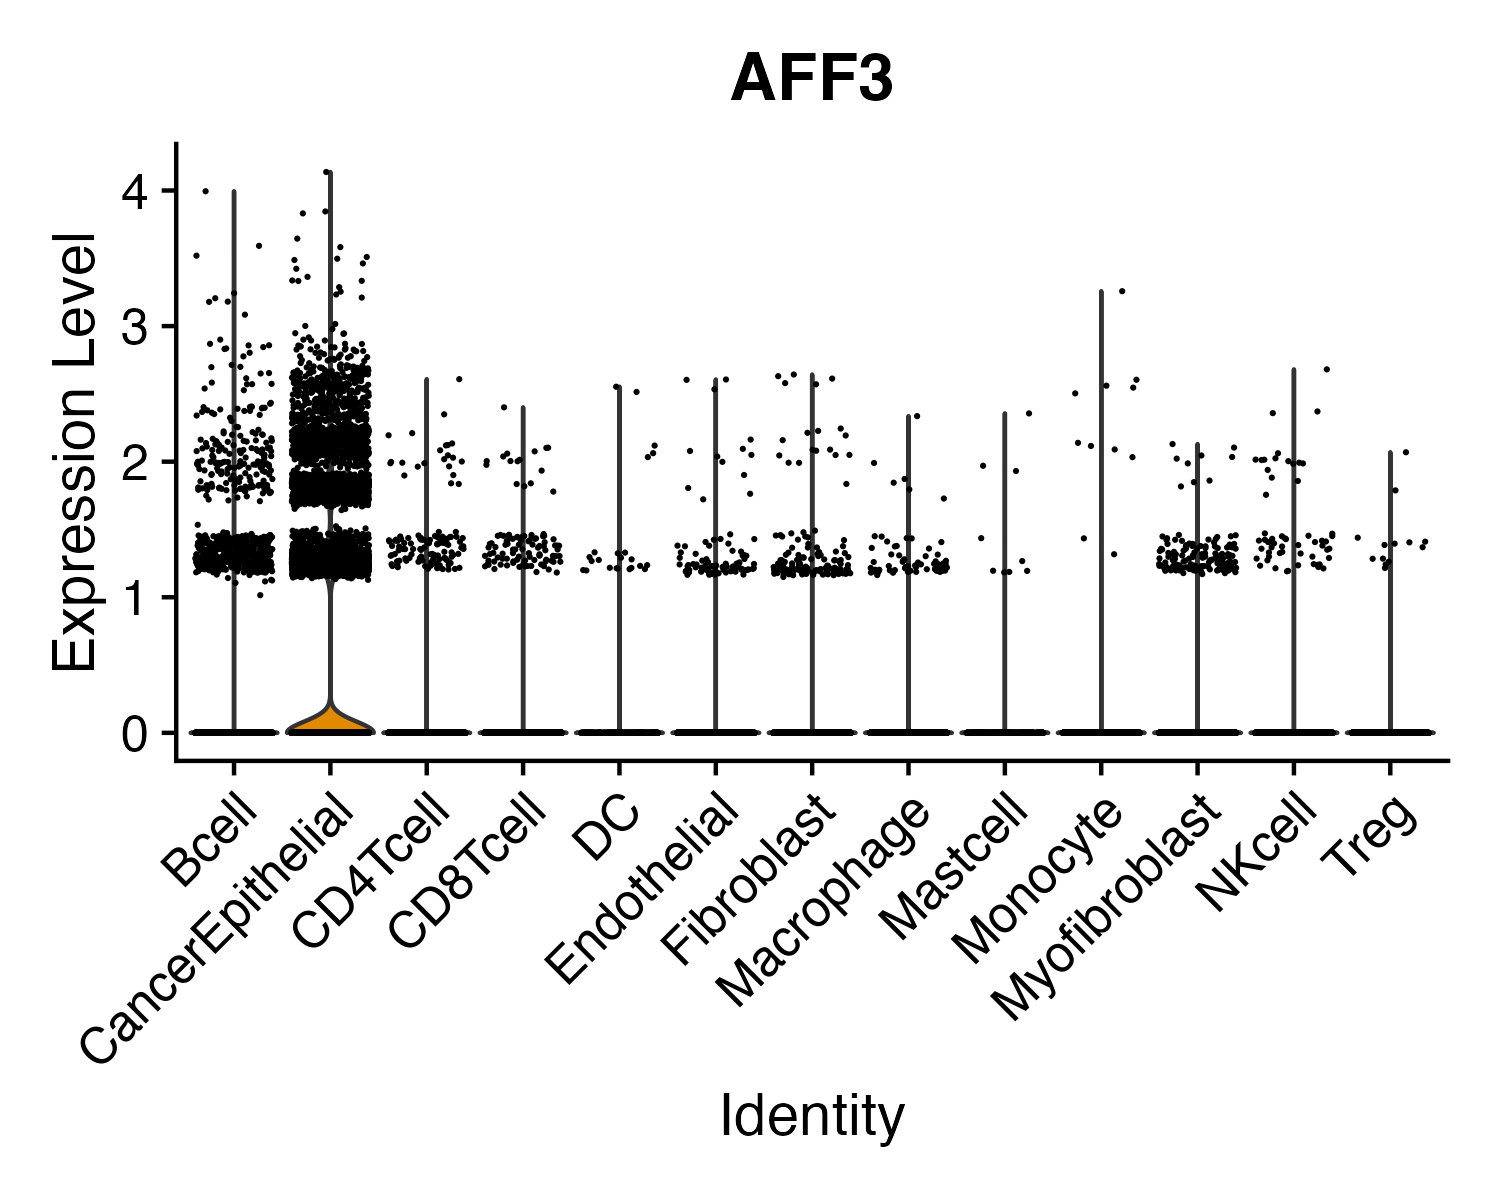 AFF3
Expression Level
4
3
2
1
0
Bcell
CancerEpithelial
CD4Tcell
CD8Tcell
DC
Endothelial
Fibroblast
Macrophage
Mastcell
Monocyte
Myofibroblast
NKcell
Treg
Identity